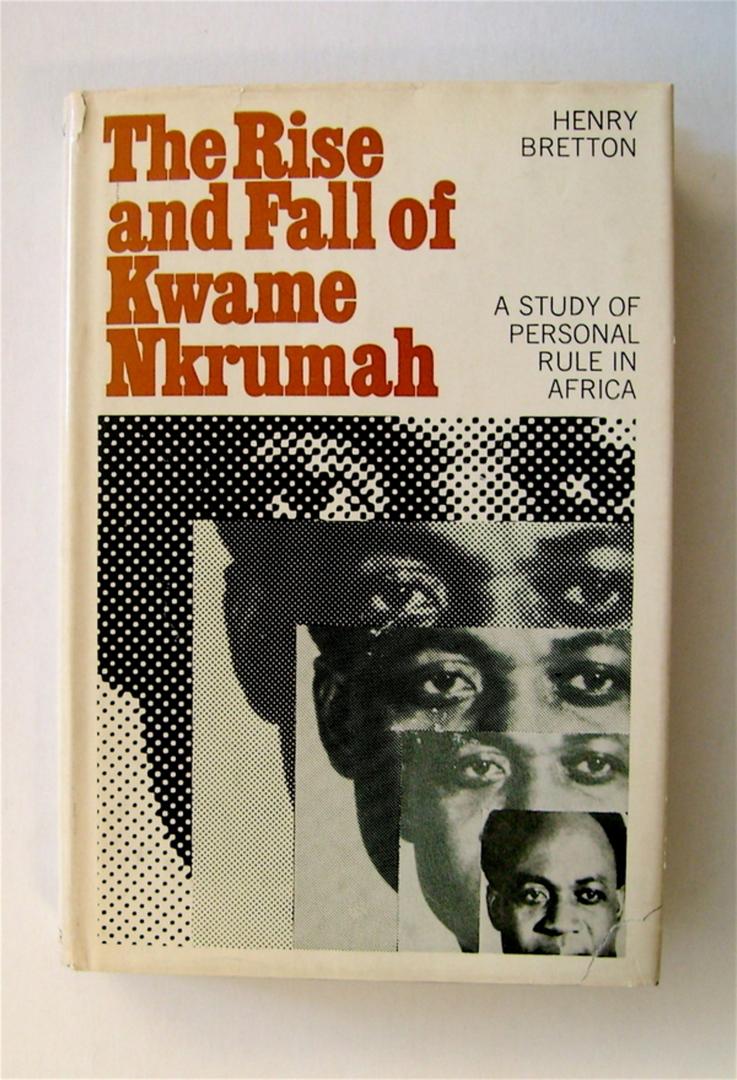 The Rise
and Fall of
Kwame
Nkrumah
HENRY
BRETTON
A STUDY OF
PERSONAL
RULE IN
AFRICA